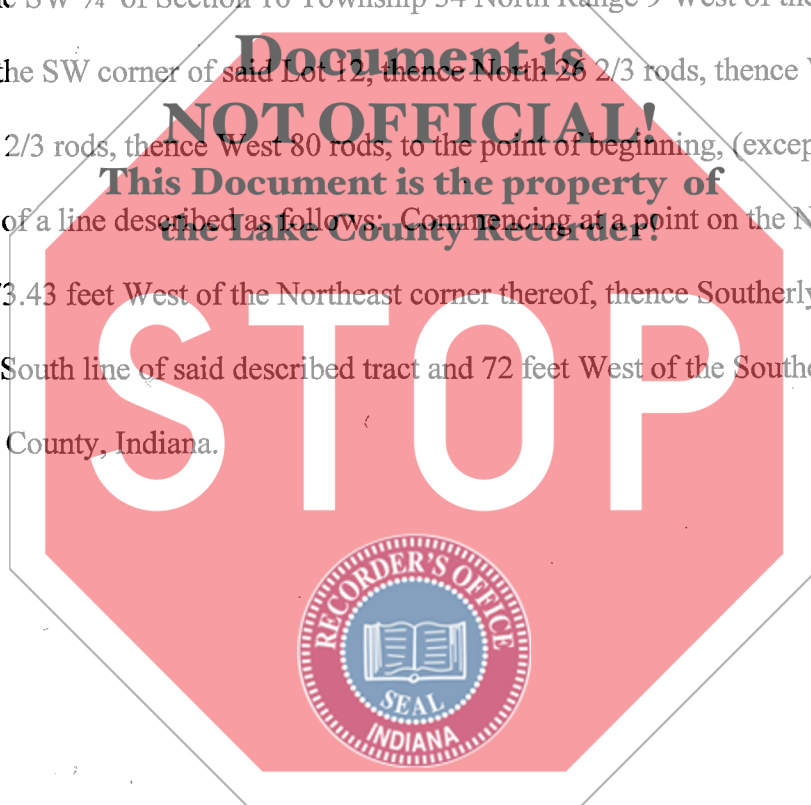 SW ¼ of Section 16 Township 34 North Range 9 West of the
Document is
the SW corner of said Lot 12, thence North 26 2/3 rods, thence
NOT OFFICIAL!
2/3 rods, thence West 80 rods, to the point of beginning, (excep
This Document is the property of
of a line described as follows: Commencing at a point on the N
the Lake County Recorder!
3.43 feet West of the Northeast corner thereof, thence Southerly
South line of said described tract and 72 feet West of the Southe
County, Indiana.
STOP
RECORDER'S OFFICE
SEAL
INDIANA